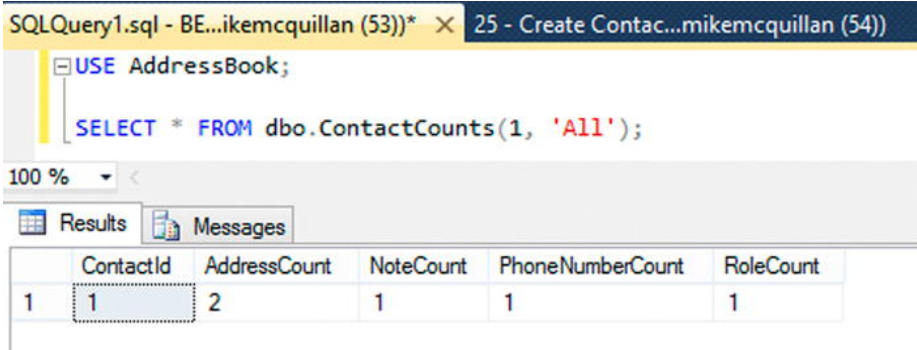 SQLQuery1.sql - BE...ikemcquillan (53))* 25 - Create Contac...mikemcquillan (54))
USE AddressBook;
SELECT * FROM dbo.ContactCounts(1, 'All');
100 %
Results Messages
ContactId AddressCount NoteCount PhoneNumberCount RoleCount
1 1 2 1 1 1